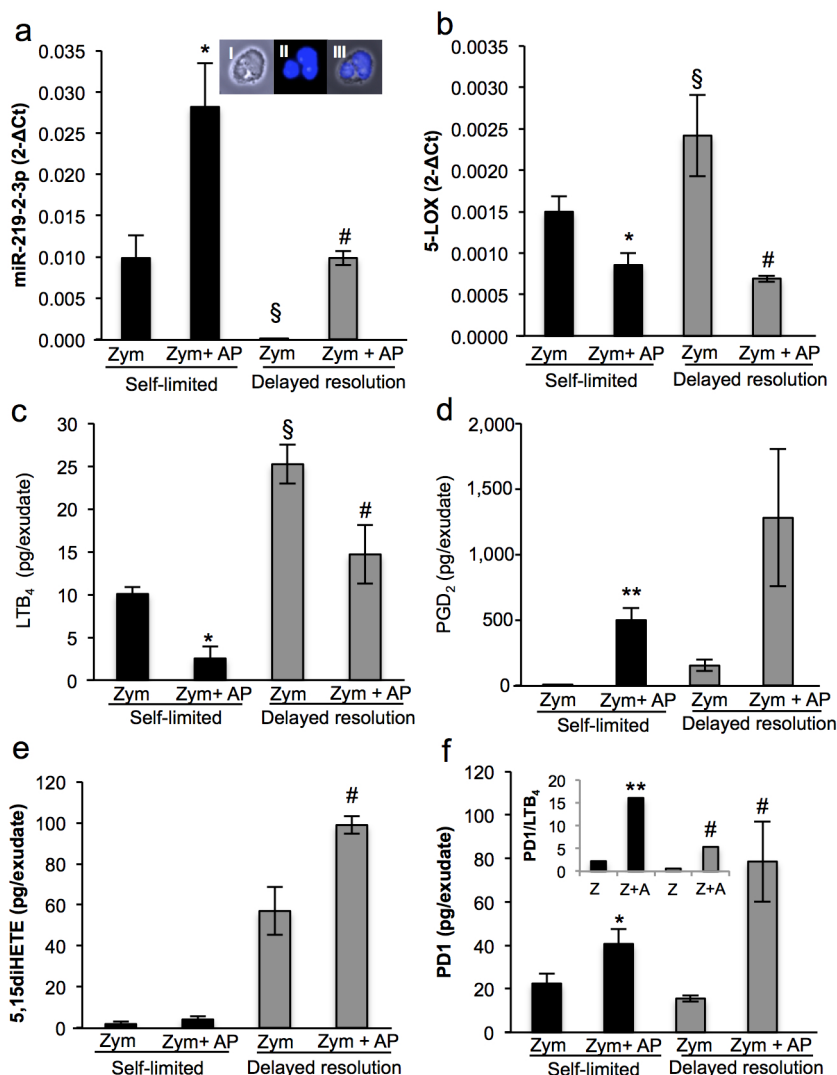 a
miR-219-2-3p (2-ΔCt)
0.035
0.030
0.025
0.020
0.015
0.010
0.005
0.000
*
I II III
§
#
Zym Zym+ AP Zym Zym + AP
Self-limited Delayed resolution
b
5-LOX (2-ΔCt)
0.0035
0.0030
0.0025
0.0020
0.0015
0.0010
0.0005
0.0000
*
§
#
Zym Zym+ AP Zym Zym + AP
Self-limited Delayed resolution
c
LTB4 (pg/exudate)
30
25
20
15
10
5
0
*
§
#
Zym Zym+ AP Zym Zym + AP
Self-limited Delayed resolution
d
PGD2 (pg/exudate)
2,000
1,500
1,000
500
0
**
Zym Zym+ AP Zym Zym + AP
Self-limited Delayed resolution
e
5,15diHETE (pg/exudate)
120
100
80
60
40
20
0
#
Zym Zym+ AP Zym Zym + AP
Self-limited Delayed resolution
f
PD1 (pg/exudate)
120
100
80
60
40
20
0
PD1/LTB4
20
15
10
5
0
**
#
Z Z+A Z Z+A
*
#
Zym Zym+ AP Zym Zym + AP
Self-limited Delayed resolution